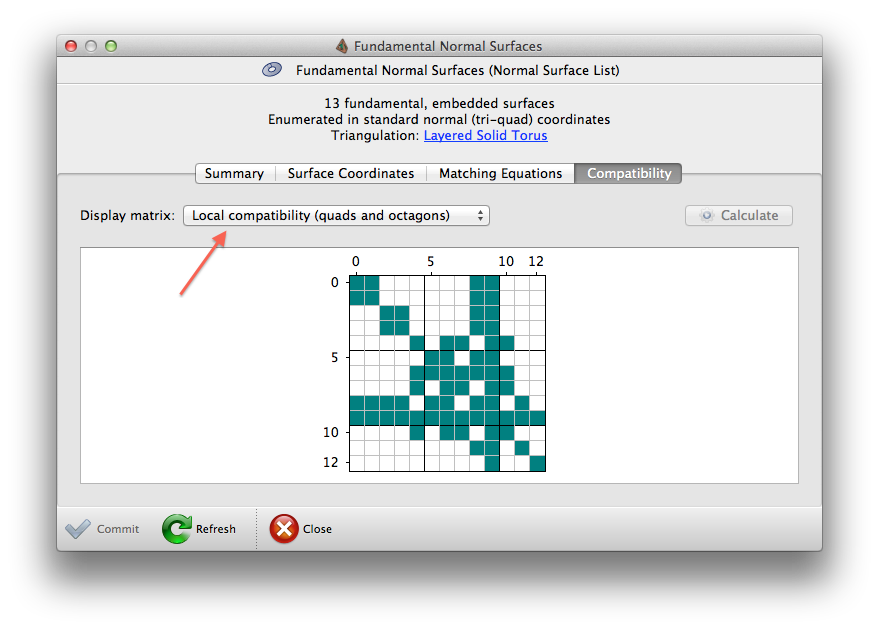 Fundamental Normal Surfaces
Fundamental Normal Surfaces (Normal Surface List)
13 fundamental, embedded surfaces
Enumerated in standard normal (tri-quad) coordinates
Triangulation: Layered Solid Torus
Summary Surface Coordinates Matching Equations Compatibility
Display matrix: Local compatibility (quads and octagons) Calculate
0 5 10 12
0
5
10
12
Commit Refresh Close